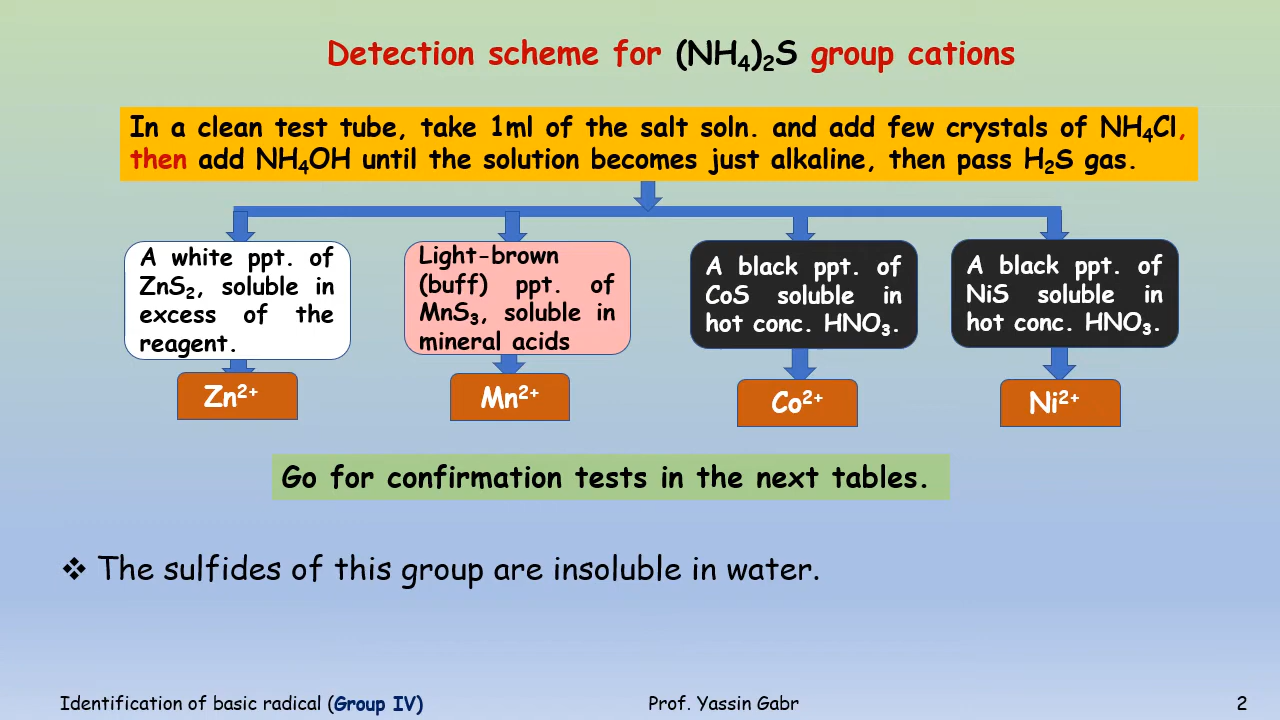 Detection scheme for (NH₄)₂S group cations
In a clean test tube, take 1ml of the salt soln. and add few crystals of NH₄Cl,
then add NH₄OH until the solution becomes just alkaline, then pass H₂S gas.
A white ppt. of
ZnS₂, soluble in
excess of the
reagent.
Zn²⁺
Light-brown
(buff) ppt. of
MnS₃, soluble in
mineral acids
Mn²⁺
A black ppt. of
CoS soluble in
hot conc. HNO₃.
Co²⁺
A black ppt. of
NiS soluble in
hot conc. HNO₃.
Ni²⁺
Go for confirmation tests in the next tables.
❖ The sulfides of this group are insoluble in water.
Identification of basic radical (Group IV) Prof. Yassin Gabr 2